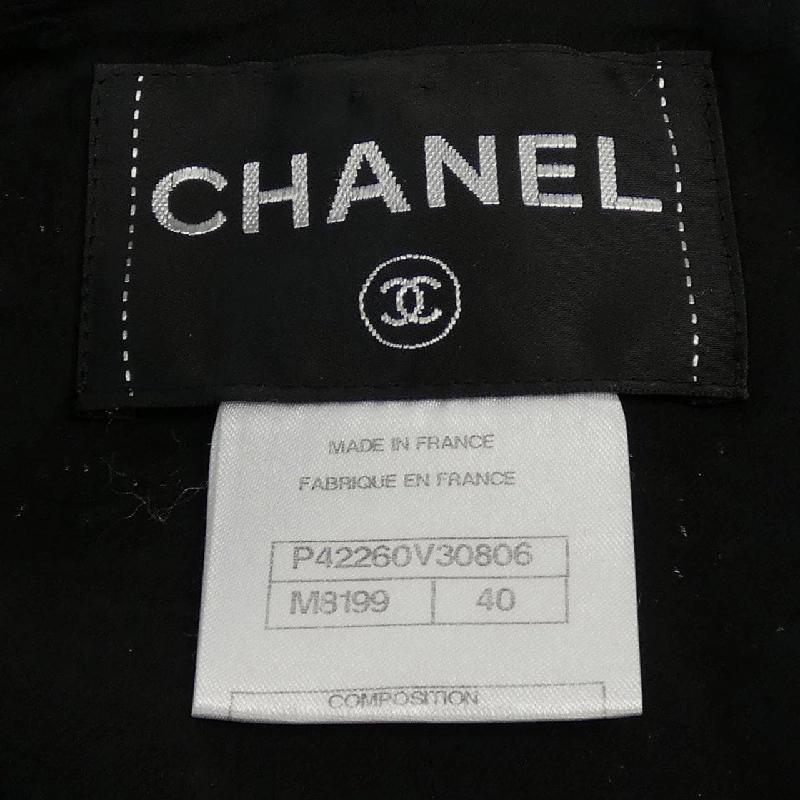 CHANEL
MADE IN FRANCE
FABRIQUE EN FRANCE
P42260V30806
M8199 40
COMPOSITION